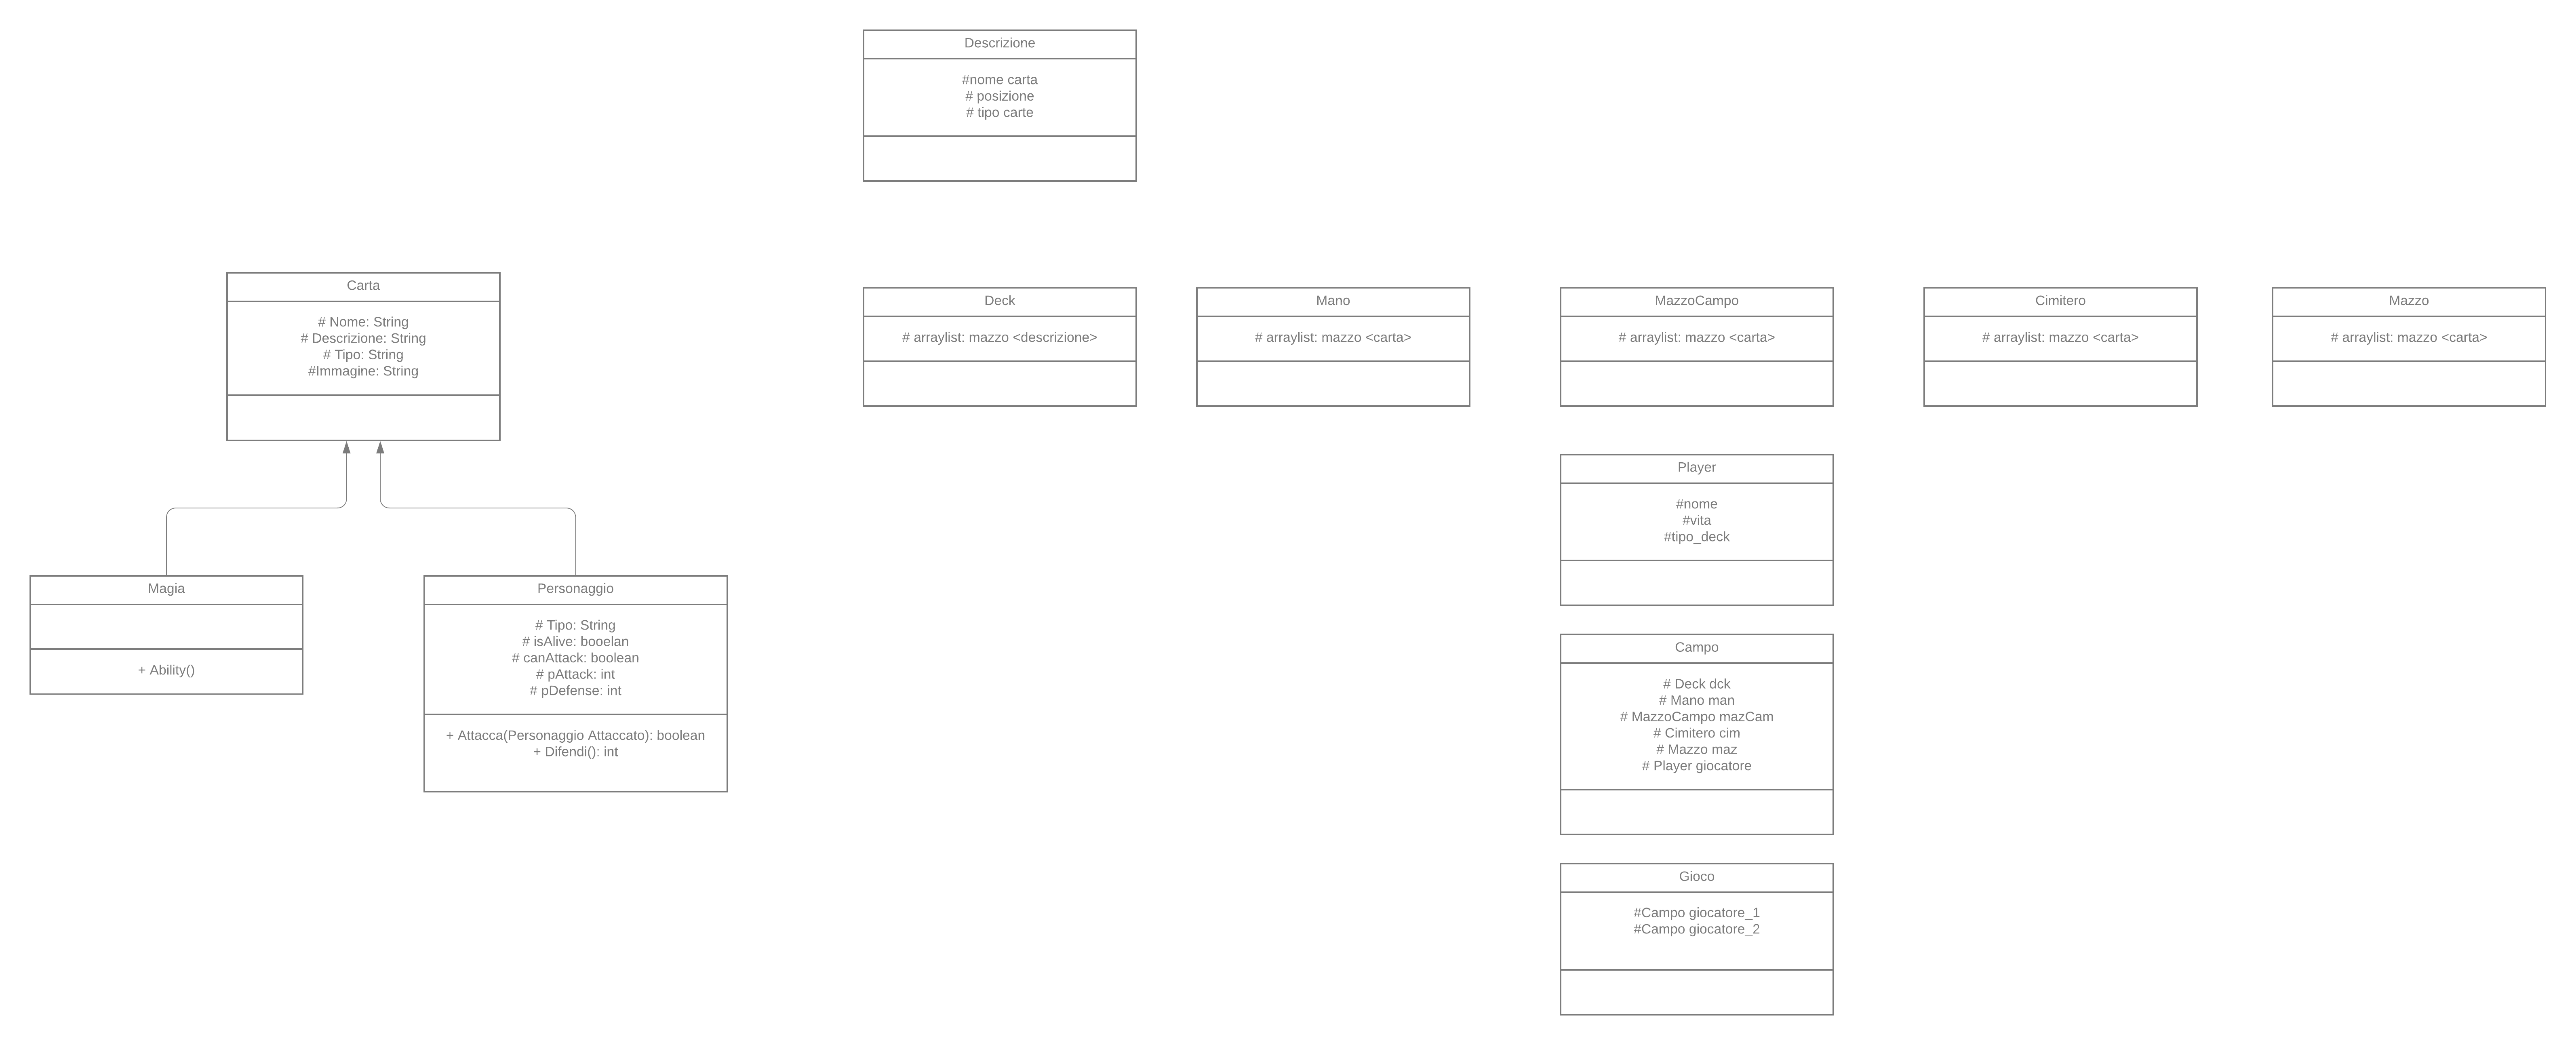 Descrizione
#nome carta
# posizione
# tipo carte
Carta
# Nome: String
# Descrizione: String
# Tipo: String
#Immagine: String
Deck
# arraylist: mazzo <descrizione>
Mano
# arraylist: mazzo <carta>
MazzoCampo
# arraylist: mazzo <carta>
Cimitero
# arraylist: mazzo <carta>
Mazzo
# arraylist: mazzo <carta>
Player
#nome
#vita
#tipo_deck
Magia
+ Ability()
Personaggio
# Tipo: String
# isAlive: booelan
# canAttack: boolean
# pAttack: int
# pDefense: int
+ Attacca(Personaggio Attaccato): boolean
+ Difendi(): int
Campo
# Deck dck
# Mano man
# MazzoCampo mazCam
# Cimitero cim
# Mazzo maz
# Player giocatore
Gioco
#Campo giocatore_1
#Campo giocatore_2